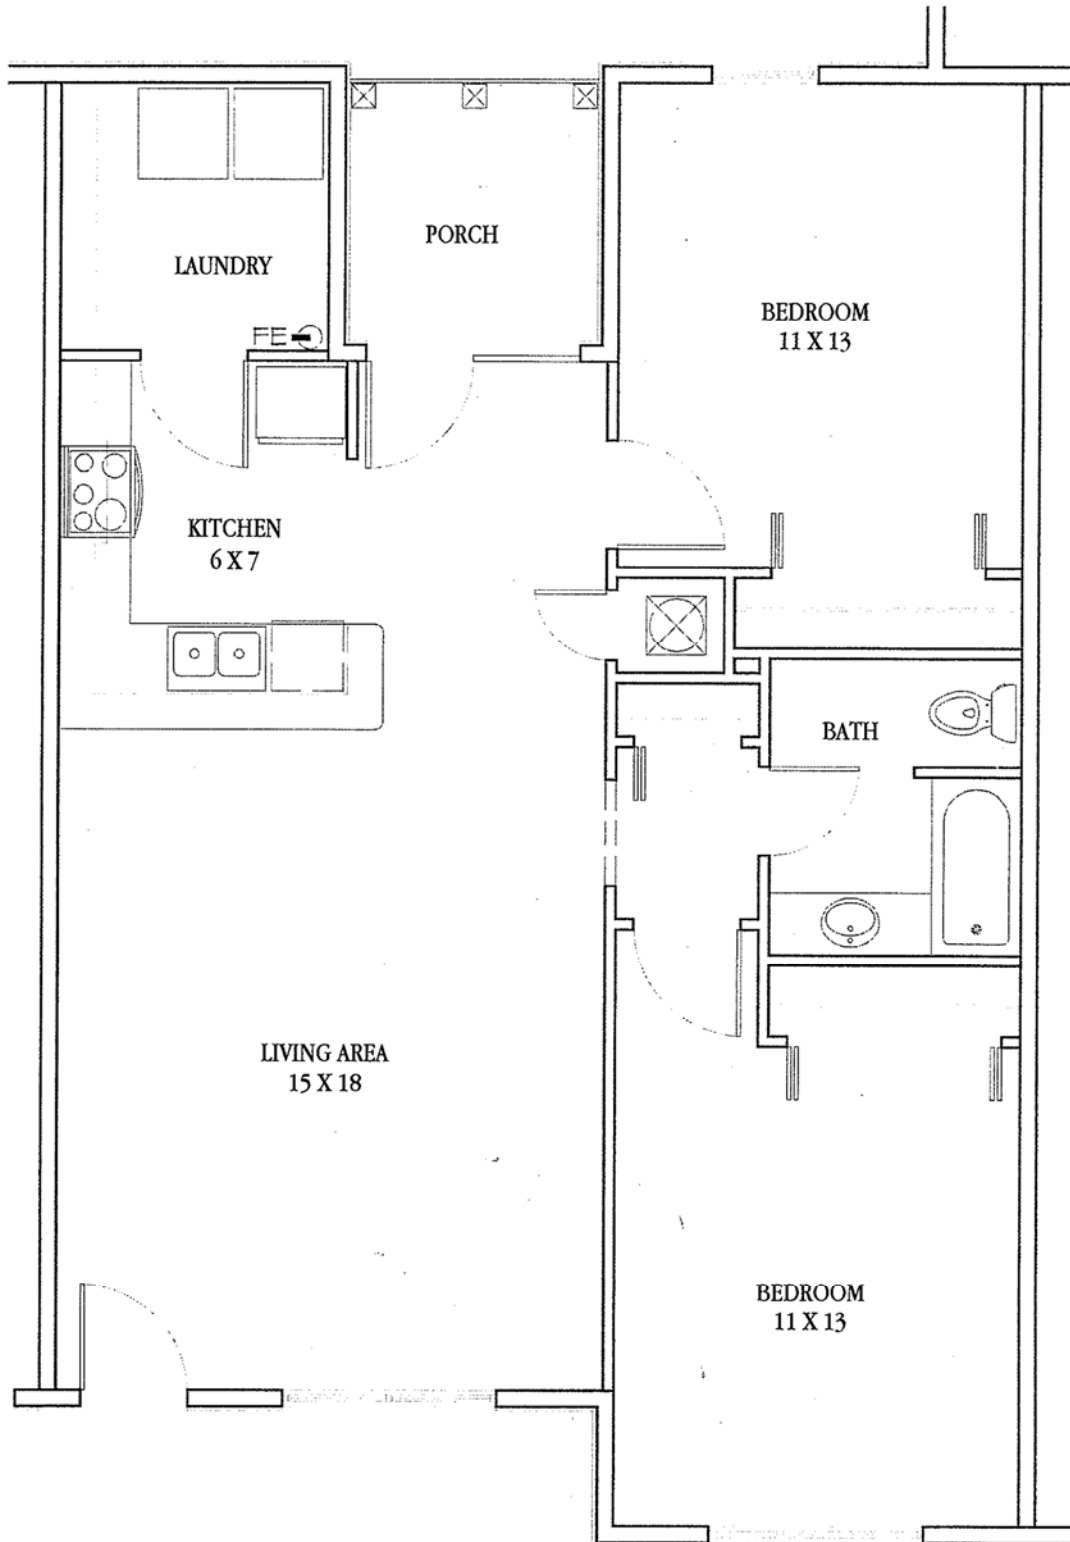 PORCH
LAUNDRY
BEDROOM
11 X 13
FE
KITCHEN
6 X 7
BATH
LIVING AREA
15 X 18
BEDROOM
11 X 13